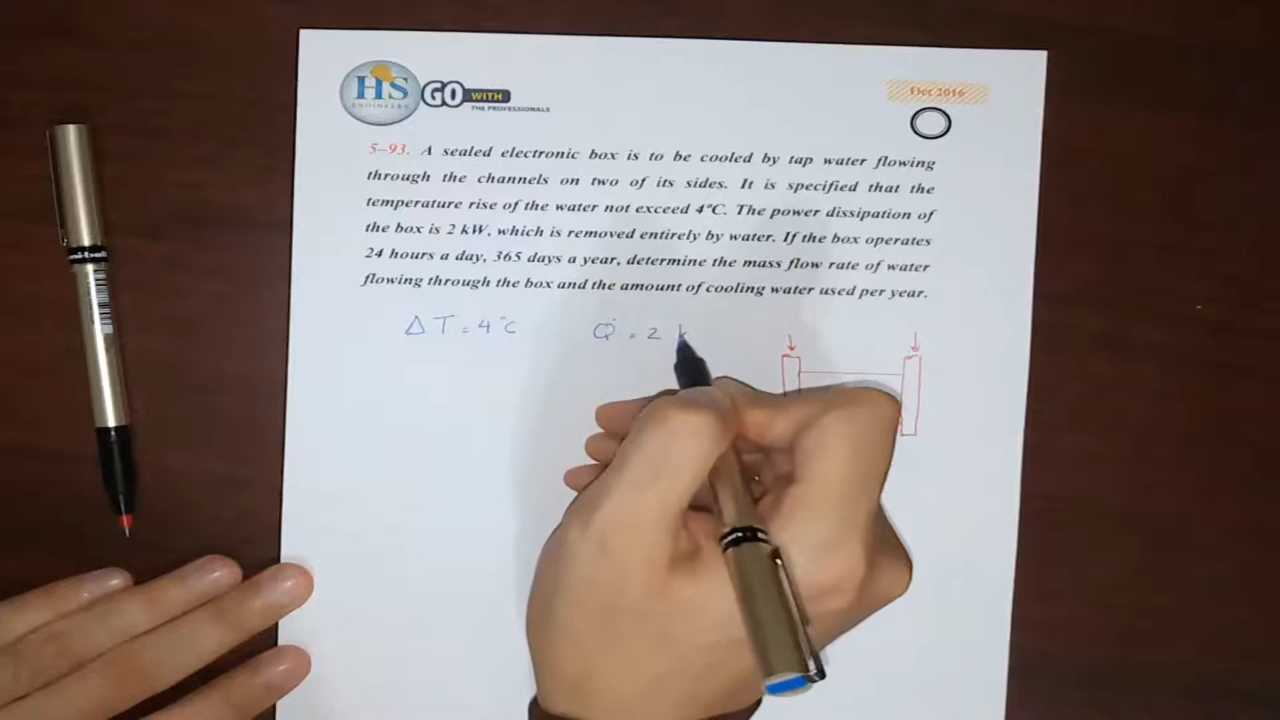 HS
ENGINEERS
GO WITH
THE PROFESSIONALS
Dec 2016
5–93. A sealed electronic box is to be cooled by tap water flowing
through the channels on two of its sides. It is specified that the
temperature rise of the water not exceed 4°C. The power dissipation of
the box is 2 kW, which is removed entirely by water. If the box operates
24 hours a day, 365 days a year, determine the mass flow rate of water
flowing through the box and the amount of cooling water used per year.
ΔT = 4°C Q̇ = 2